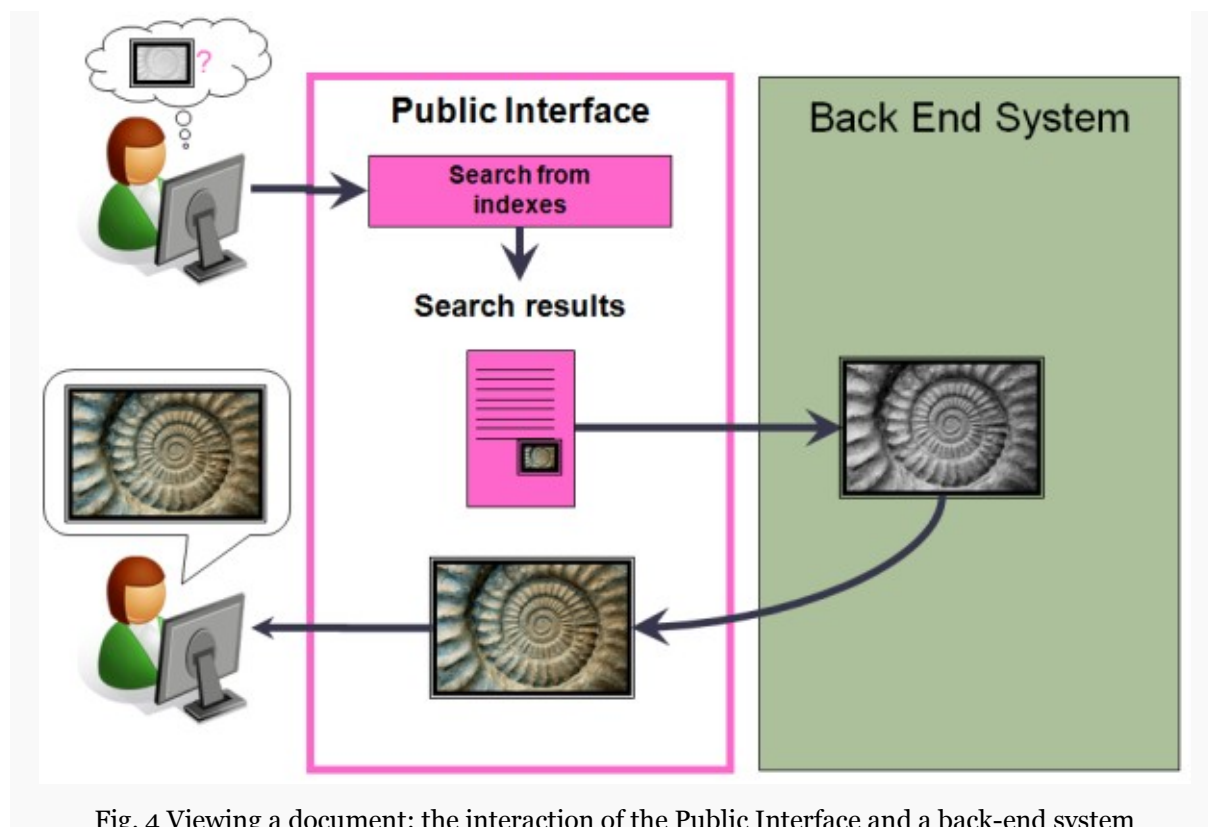 ?
Public Interface
Back End System
Search from
indexes
Search results
Fig. 4 Viewing a document: the interaction of the Public Interface and a back-end system